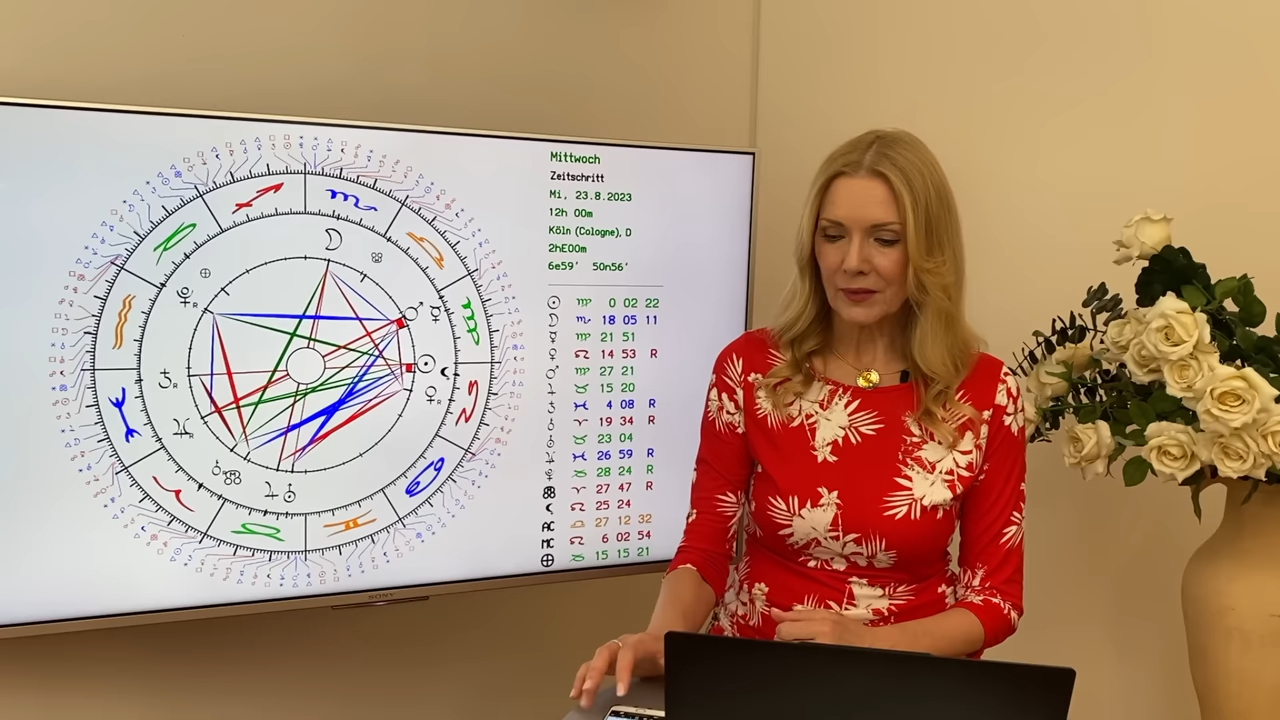 Mittwoch
Zeitschritt
Mi, 23.8.2023
12h 00m
Köln (Cologne), D
2hE00m
6e59' 50n56'
☉ ♍ 0 02 22
☽ ♏ 18 05 11
☿ ♍ 21 51
♀ ♌ 14 53 R
♂ ♍ 27 21
♃ ♉ 15 20
♄ ♓ 4 08 R
⚷ ♈ 19 34 R
♅ ♉ 23 04
♆ ♓ 26 59 R
♇ ♑ 28 24 R
☊ ♈ 27 47 R
⚸ ♌ 25 24
AC ♎ 27 12 32
MC ♌ 6 02 54
⊕ ♑ 15 15 21
SONY